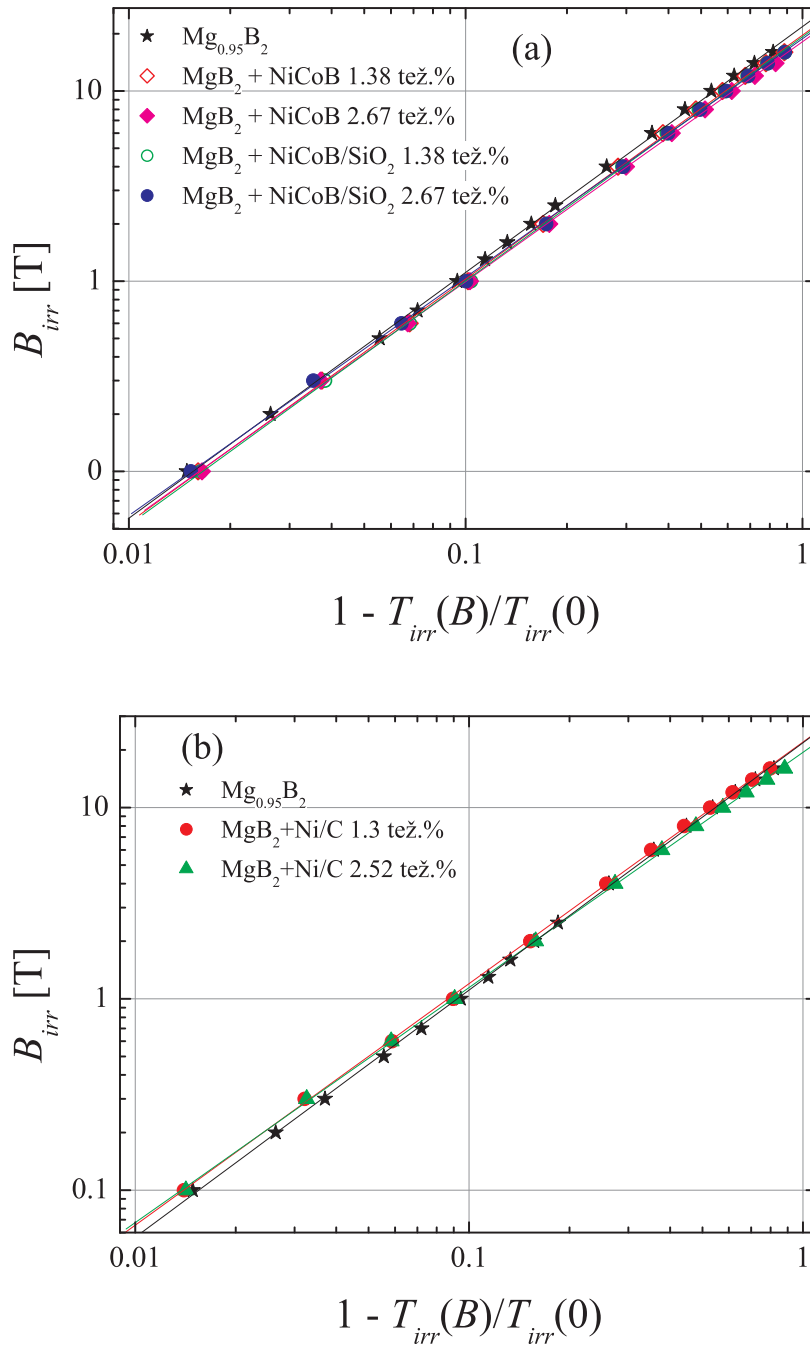 (a)
Mg0.95B2
MgB2 + NiCoB 1.38 tež.%
MgB2 + NiCoB 2.67 tež.%
MgB2 + NiCoB/SiO2 1.38 tež.%
MgB2 + NiCoB/SiO2 2.67 tež.%
10
1
0
Birr [T]
0.01 0.1 1
1 - Tirr(B)/Tirr(0)
(b)
Mg0.95B2
MgB2+Ni/C 1.3 tež.%
MgB2+Ni/C 2.52 tež.%
10
1
0.1
Birr [T]
0.01 0.1 1
1 - Tirr(B)/Tirr(0)